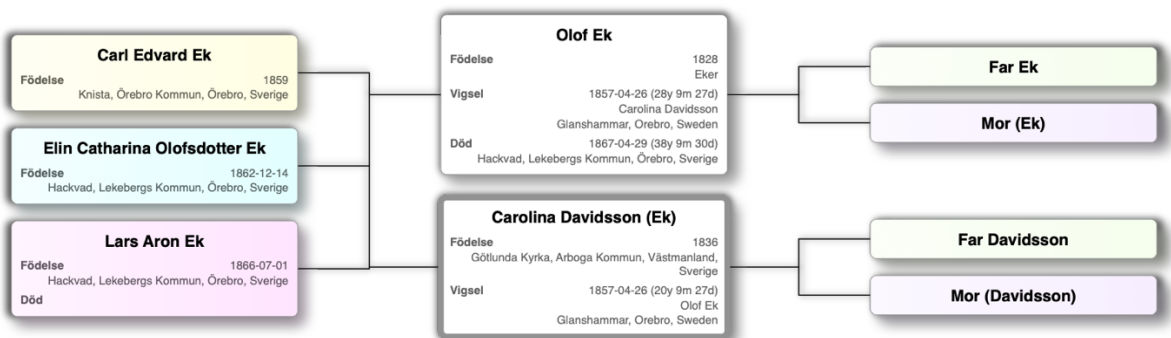 Carl Edvard Ek
Födelse 1859
Knista, Örebro Kommun, Örebro, Sverige
Elin Catharina Olofsdotter Ek
Födelse 1862-12-14
Hackvad, Lekebergs Kommun, Örebro, Sverige
Lars Aron Ek
Födelse 1866-07-01
Hackvad, Lekebergs Kommun, Örebro, Sverige
Död
Olof Ek
Födelse 1828
Eker
Vigsel 1857-04-26 (28y 9m 27d)
Carolina Davidsson
Glanshammar, Orebro, Sweden
Död 1867-04-29 (38y 9m 30d)
Hackvad, Lekebergs Kommun, Örebro, Sverige
Carolina Davidsson (Ek)
Födelse 1836
Götlunda Kyrka, Arboga Kommun, Västmanland,
Sverige
Vigsel 1857-04-26 (20y 9m 27d)
Olof Ek
Glanshammar, Orebro, Sweden
Far Ek
Mor (Ek)
Far Davidsson
Mor (Davidsson)